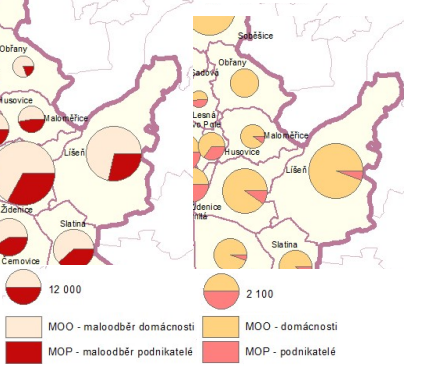 Obřany
Husovice
Maloměřice
Líšeň
Židenice
Slatina
Černovice
12 000
MOO - maloodběr domácnosti
MOP - maloodběr podnikatelé
Soběšice
Sadová
Obřany
Lesná
Maloměřice
Husovice
Líšeň
Židenice
Slatina
2 100
MOO - domácnosti
MOP - podnikatelé